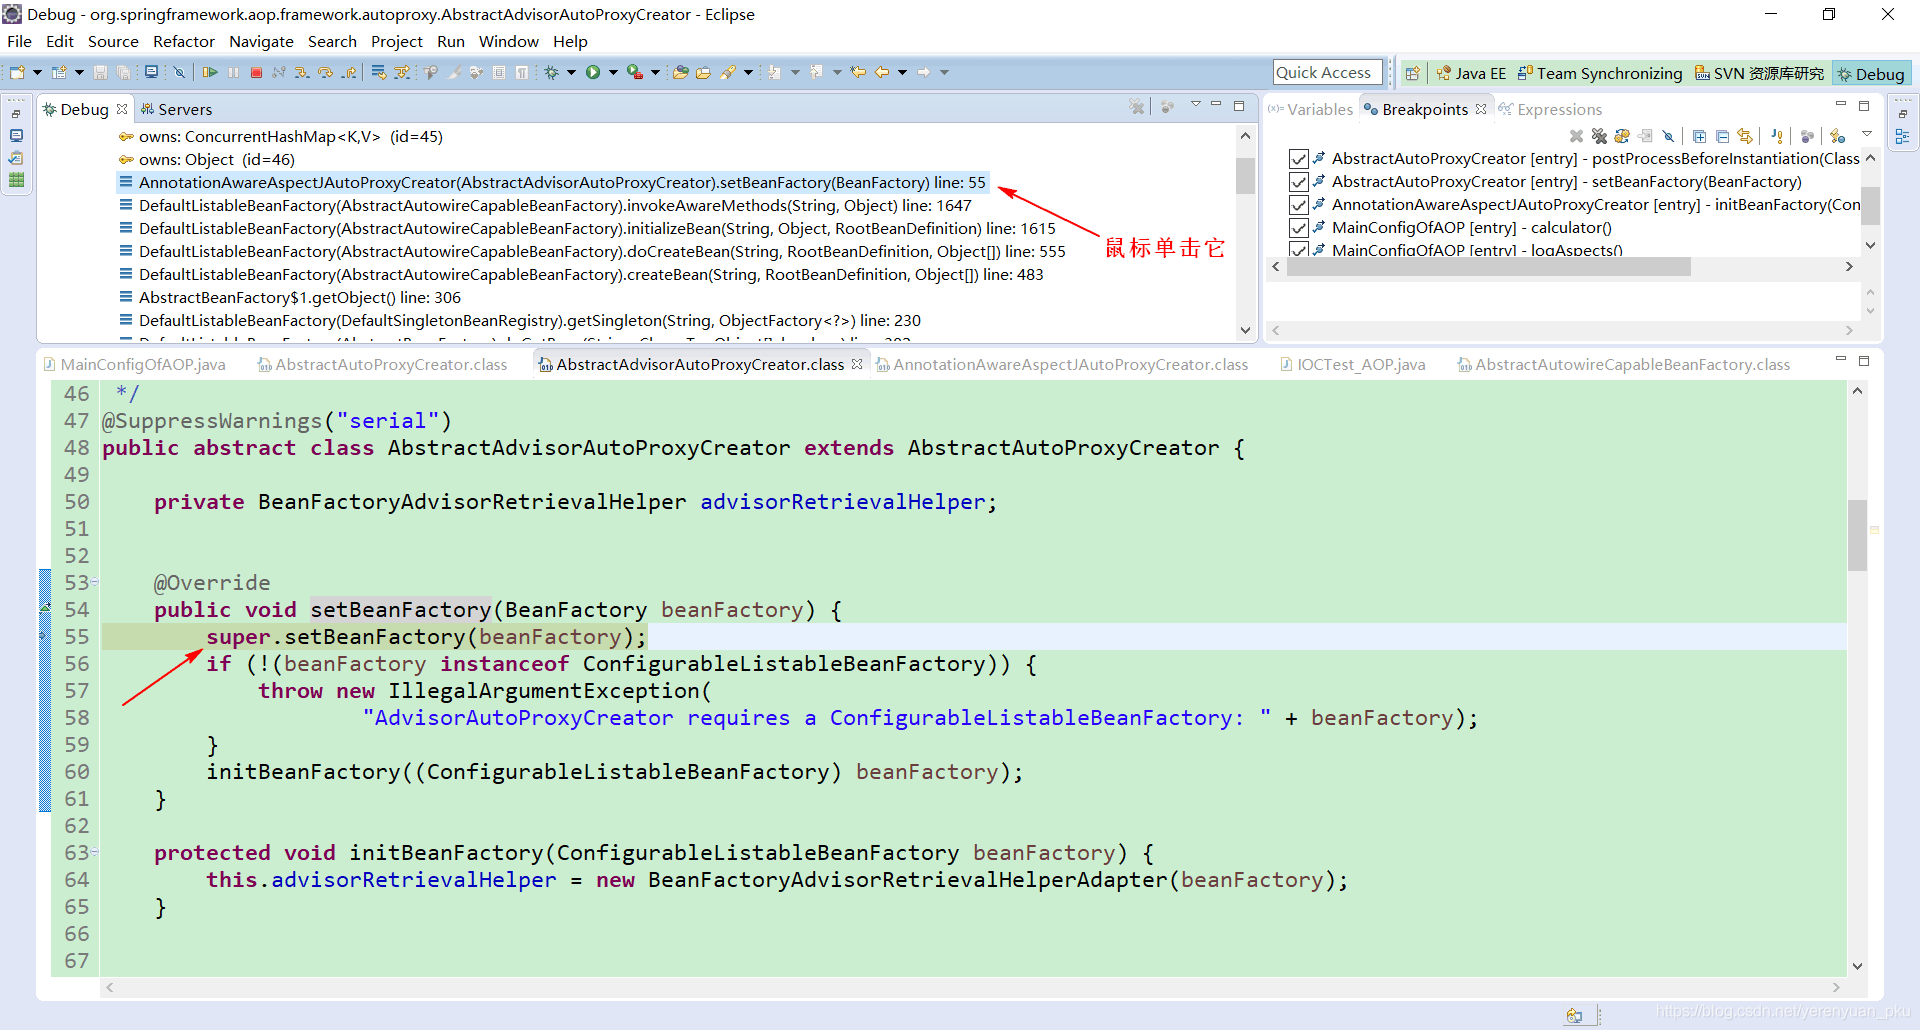 Debug - org.springframework.aop.framework.autoproxy.AbstractAdvisorAutoProxyCreator - Eclipse
File Edit Source Refactor Navigate Search Project Run Window Help
Quick Access Java EE Team Synchronizing SVN 资源库研究 Debug
Debug Servers
owns: ConcurrentHashMap<K,V> (id=45)
owns: Object (id=46)
AnnotationAwareAspectJAutoProxyCreator(AbstractAdvisorAutoProxyCreator).setBeanFactory(BeanFactory) line: 55
DefaultListableBeanFactory(AbstractAutowireCapableBeanFactory).invokeAwareMethods(String, Object) line: 1647
DefaultListableBeanFactory(AbstractAutowireCapableBeanFactory).initializeBean(String, Object, RootBeanDefinition) line: 1615
DefaultListableBeanFactory(AbstractAutowireCapableBeanFactory).doCreateBean(String, RootBeanDefinition, Object[]) line: 555
DefaultListableBeanFactory(AbstractAutowireCapableBeanFactory).createBean(String, RootBeanDefinition, Object[]) line: 483
AbstractBeanFactory$1.getObject() line: 306
DefaultListableBeanFactory(DefaultSingletonBeanRegistry).getSingleton(String, ObjectFactory<?>) line: 230
鼠标单击它
(x)= Variables Breakpoints Expressions
AbstractAutoProxyCreator [entry] - postProcessBeforeInstantiation(Class
AbstractAutoProxyCreator [entry] - setBeanFactory(BeanFactory)
AnnotationAwareAspectJAutoProxyCreator [entry] - initBeanFactory(Con
MainConfigOfAOP [entry] - calculator()
MainConfigOfAOP [entry] - logAspects()
MainConfigOfAOP.java AbstractAutoProxyCreator.class AbstractAdvisorAutoProxyCreator.class AnnotationAwareAspectJAutoProxyCreator.class IOCTest_AOP.java AbstractAutowireCapableBeanFactory.class
46 */
47 @SuppressWarnings("serial")
48 public abstract class AbstractAdvisorAutoProxyCreator extends AbstractAutoProxyCreator {
49
50 private BeanFactoryAdvisorRetrievalHelper advisorRetrievalHelper;
51
52
53 @Override
54 public void setBeanFactory(BeanFactory beanFactory) {
55 super.setBeanFactory(beanFactory);
56 if (!(beanFactory instanceof ConfigurableListableBeanFactory)) {
57 throw new IllegalArgumentException(
58 "AdvisorAutoProxyCreator requires a ConfigurableListableBeanFactory: " + beanFactory);
59 }
60 initBeanFactory((ConfigurableListableBeanFactory) beanFactory);
61 }
62
63 protected void initBeanFactory(ConfigurableListableBeanFactory beanFactory) {
64 this.advisorRetrievalHelper = new BeanFactoryAdvisorRetrievalHelperAdapter(beanFactory);
65 }
66
67
https://blog.csdn.net/yerenyuan_pku